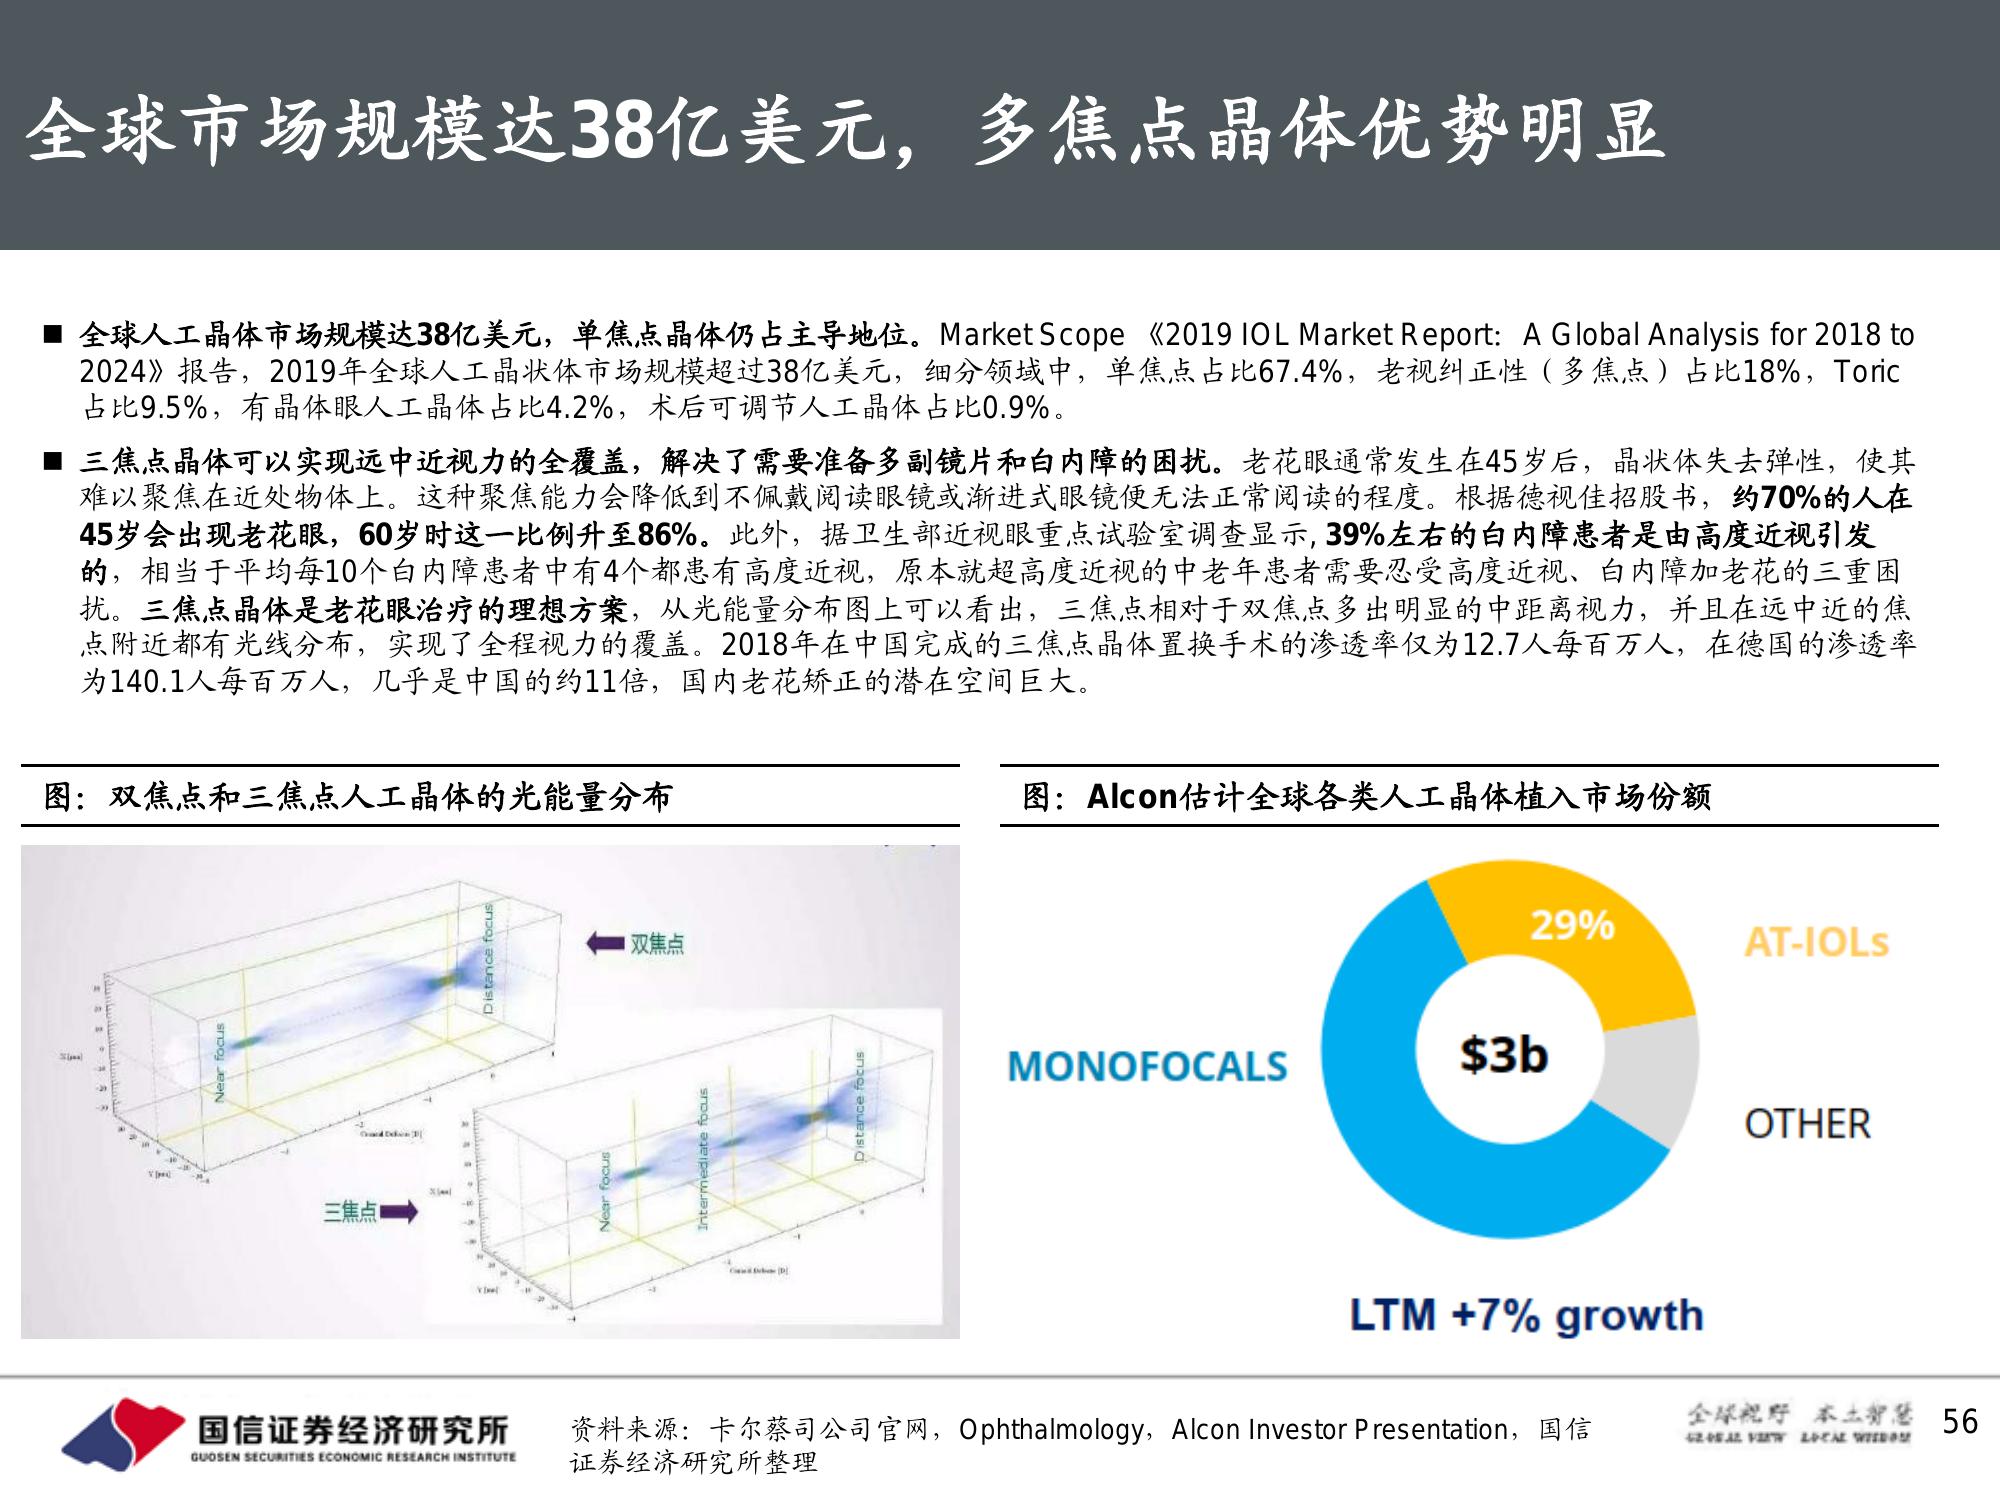 全球市场规模达38亿美元，多焦点晶体优势明显
■ 全球人工晶体市场规模达38亿美元，单焦点晶体仍占主导地位。Market Scope 《2019 IOL Market Report: A Global Analysis for 2018 to
2024》报告，2019年全球人工晶状体市场规模超过38亿美元，细分领域中，单焦点占比67.4%，老视纠正性（多焦点）占比18%，Toric
占比9.5%，有晶体眼人工晶体占比4.2%，术后可调节人工晶体占比0.9%。
■ 三焦点晶体可以实现远中近视力的全覆盖，解决了需要准备多副镜片和白内障的困扰。老花眼通常发生在45岁后，晶状体失去弹性，使其
难以聚焦在近处物体上。这种聚焦能力会降低到不佩戴阅读眼镜或渐进式眼镜便无法正常阅读的程度。根据德视佳招股书，约70%的人在
45岁会出现老花眼，60岁时这一比例升至86%。此外，据卫生部近视眼重点试验室调查显示,39%左右的白内障患者是由高度近视引发
的，相当于平均每10个白内障患者中有4个都患有高度近视，原本就超高度近视的中老年患者需要忍受高度近视、白内障加老花的三重困
扰。三焦点晶体是老花眼治疗的理想方案，从光能量分布图上可以看出，三焦点相对于双焦点多出明显的中距离视力，并且在远中近的焦
点附近都有光线分布，实现了全程视力的覆盖。2018年在中国完成的三焦点晶体置换手术的渗透率仅为12.7人每百万人，在德国的渗透率
为140.1人每百万人，几乎是中国的约11倍，国内老花矫正的潜在空间巨大。
图：双焦点和三焦点人工晶体的光能量分布
Near focus
Distance focus
双焦点
三焦点
Near focus
Intermediate focus
Distance focus
图：Alcon估计全球各类人工晶体植入市场份额
29%
AT-IOLs
MONOFOCALS
$3b
OTHER
LTM +7% growth
国信证券经济研究所
GUOSEN SECURITIES ECONOMIC RESEARCH INSTITUTE
资料来源：卡尔蔡司公司官网，Ophthalmology，Alcon Investor Presentation，国信
证券经济研究所整理
全球视野 本土智慧
GLOBAL VIEW LOCAL WISDOM
56